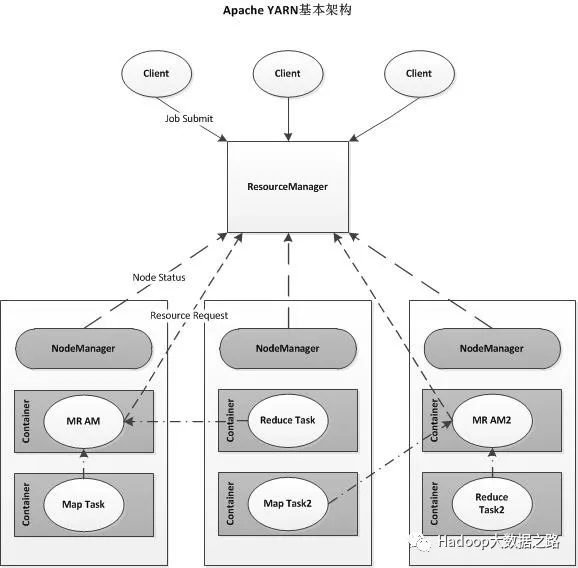 Apache YARN基本架构
Client
Client
Client
Job Submit
ResourceManager
Node Status
Resource Request
NodeManager
NodeManager
NodeManager
Container
MR AM
Container
Reduce Task
Container
MR AM2
Container
Map Task
Container
Map Task2
Container
Reduce
Task2
Hadoop大数据之路